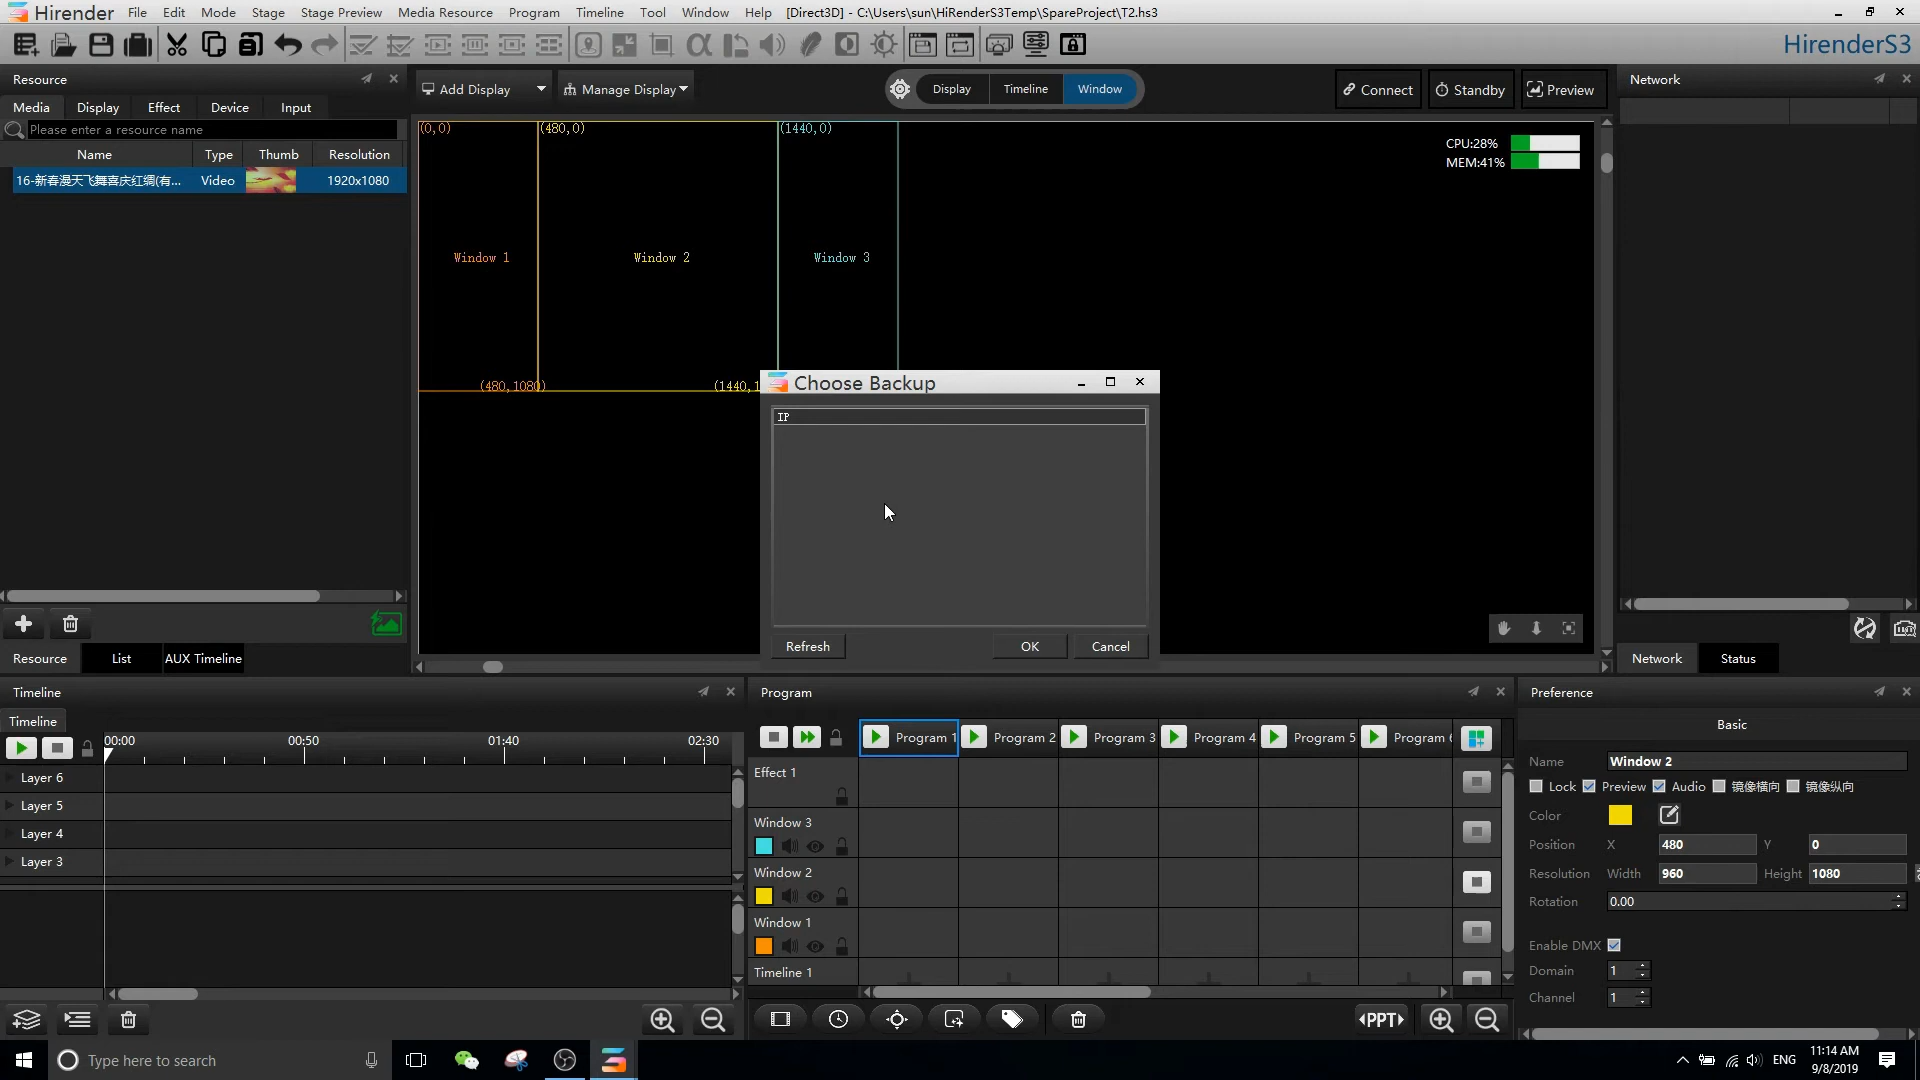 Hirender File Edit Mode Stage Stage Preview Media Resource Program Timeline Tool Window Help [Direct3D] - C:\Users\sun\HiRenderS3Temp\SpareProject\T2.hs3
HirenderS3
Resource
Media Display Effect Device Input
Please enter a resource name
Name Type Thumb Resolution
16-新春漫天飞舞喜庆红绸(有... Video 1920x1080
Add Display Manage Display
Display Timeline Window
Connect Standby Preview
Network
(0,0) (480,0) (1440,0)
CPU:28%
MEM:41%
Window 1 Window 2 Window 3
(480,1080) (1440,1
Choose Backup
IP
Refresh OK Cancel
Resource List AUX Timeline
Network Status
Timeline
Timeline
00:00 00:50 01:40 02:30
Layer 6
Layer 5
Layer 4
Layer 3
Program
Program 1 Program 2 Program 3 Program 4 Program 5 Program 6
Effect 1
Window 3
Window 2
Window 1
Timeline 1
PPT
Preference
Basic
Name Window 2
Lock Preview Audio 镜像横向 镜像纵向
Color
Position X 480 Y 0
Resolution Width 960 Height 1080
Rotation 0.00
Enable DMX
Domain 1
Channel 1
Type here to search
ENG
11:14 AM
9/8/2019